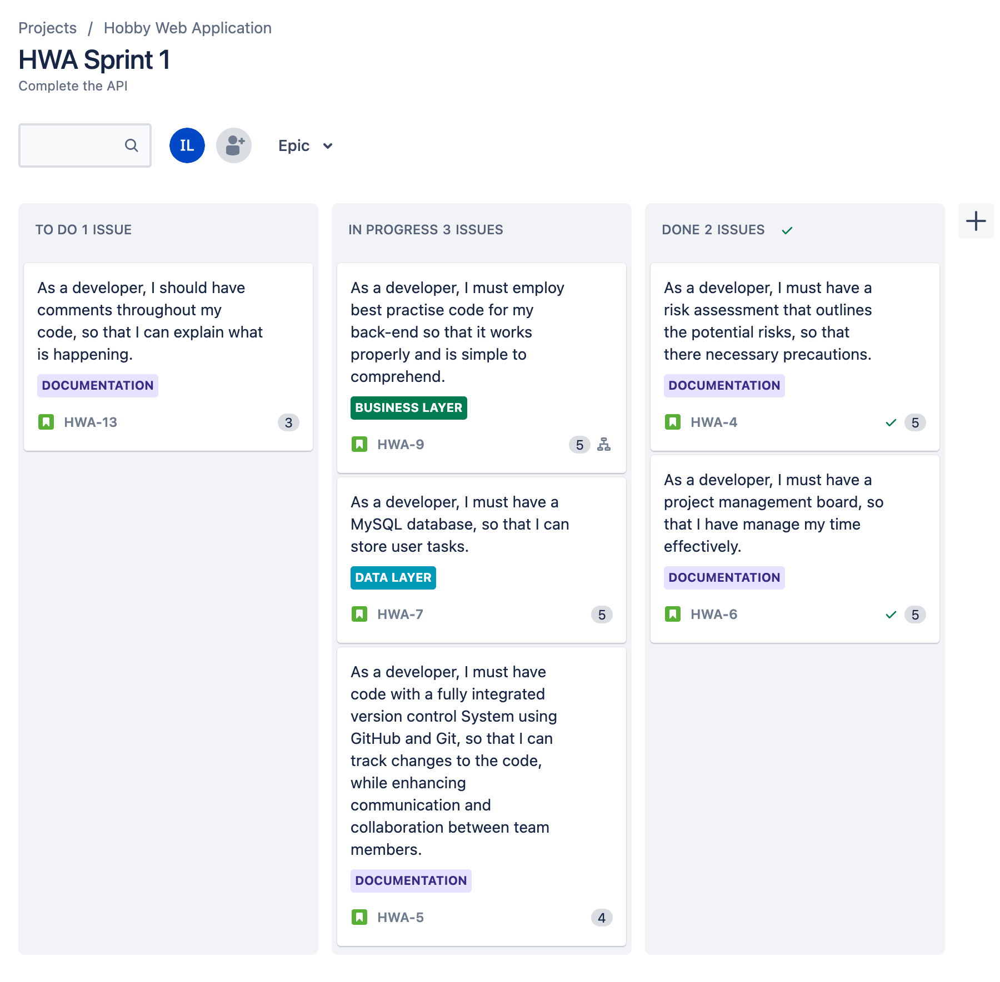 Projects / Hobby Web Application
HWA Sprint 1
Complete the API
IL
Epic
TO DO 1 ISSUE
As a developer, I should have
comments throughout my
code, so that I can explain what
is happening.
DOCUMENTATION
HWA-13 3
IN PROGRESS 3 ISSUES
As a developer, I must employ
best practise code for my
back-end so that it works
properly and is simple to
comprehend.
BUSINESS LAYER
HWA-9 5
As a developer, I must have a
MySQL database, so that I can
store user tasks.
DATA LAYER
HWA-7 5
As a developer, I must have
code with a fully integrated
version control System using
GitHub and Git, so that I can
track changes to the code,
while enhancing
communication and
collaboration between team
members.
DOCUMENTATION
HWA-5 4
DONE 2 ISSUES
As a developer, I must have a
risk assessment that outlines
the potential risks, so that
there necessary precautions.
DOCUMENTATION
HWA-4 5
As a developer, I must have a
project management board, so
that I have manage my time
effectively.
DOCUMENTATION
HWA-6 5